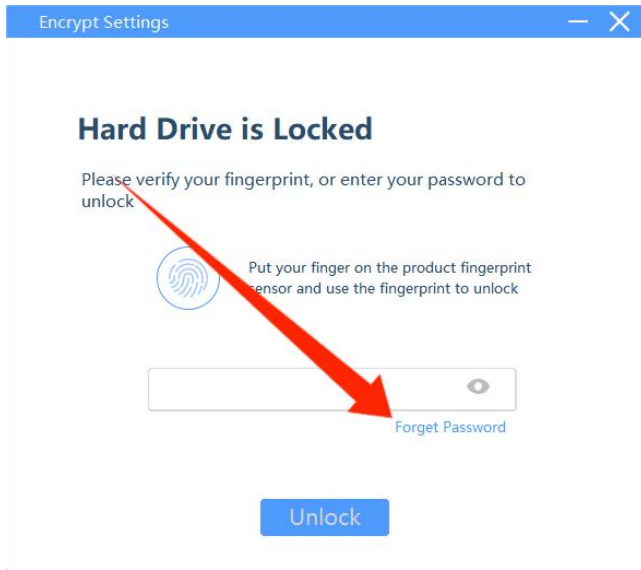 Encrypt Settings
Hard Drive is Locked
Please verify your fingerprint, or enter your password to
unlock
Put your finger on the product fingerprint
sensor and use the fingerprint to unlock
Forget Password
Unlock